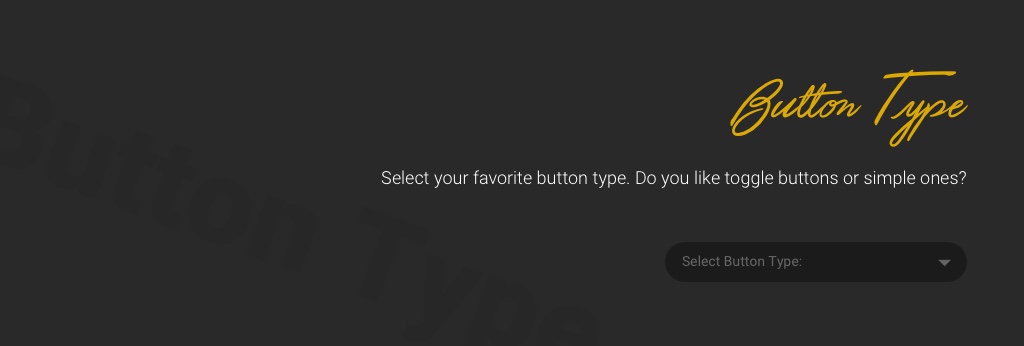 Button Type
Button Type
Select your favorite button type. Do you like toggle buttons or simple ones?
Select Button Type: